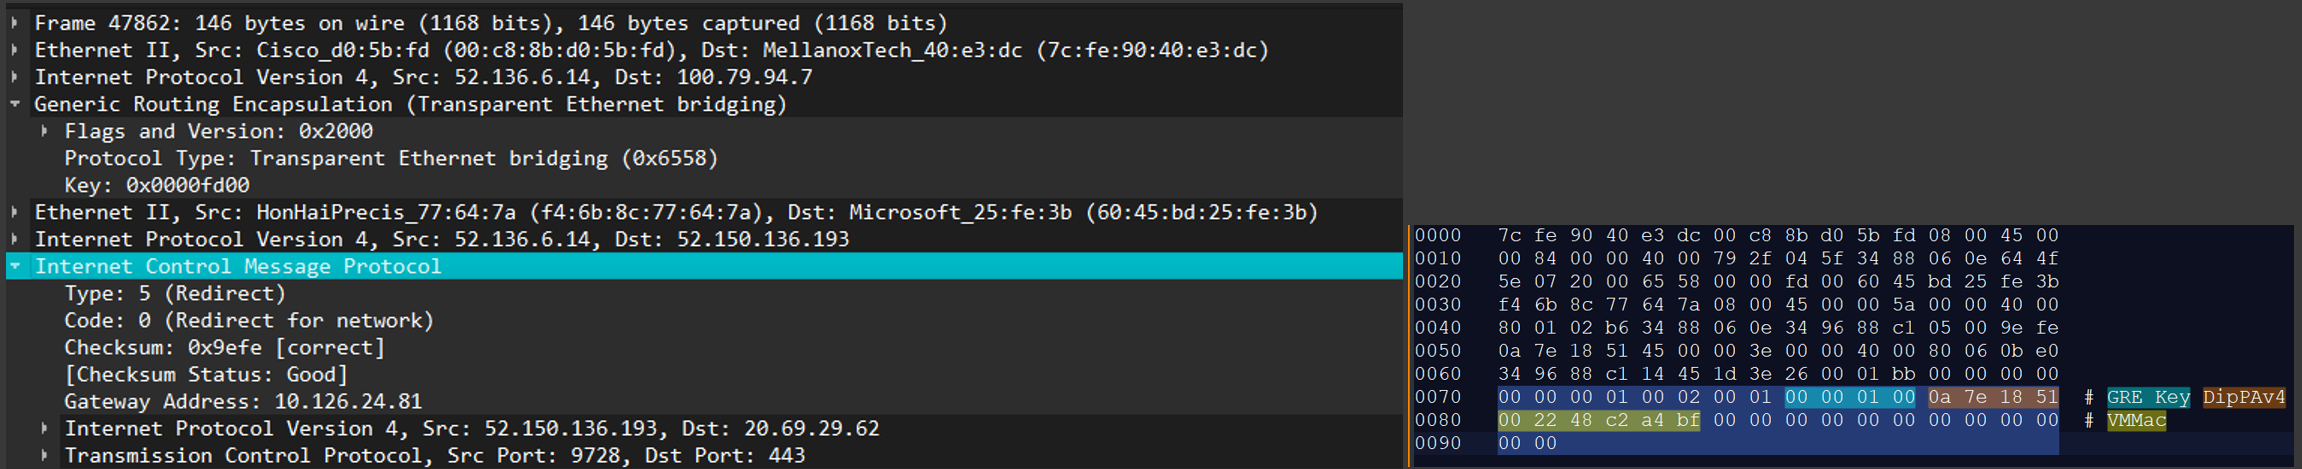 Frame 47862: 146 bytes on wire (1168 bits), 146 bytes captured (1168 bits)
Ethernet II, Src: Cisco_d0:5b:fd (00:c8:8b:d0:5b:fd), Dst: MellanoxTech_40:e3:dc (7c:fe:90:40:e3:dc)
Internet Protocol Version 4, Src: 52.136.6.14, Dst: 100.79.94.7
Generic Routing Encapsulation (Transparent Ethernet bridging)
Flags and Version: 0x2000
Protocol Type: Transparent Ethernet bridging (0x6558)
Key: 0x0000fd00
Ethernet II, Src: HonHaiPrecis_77:64:7a (f4:6b:8c:77:64:7a), Dst: Microsoft_25:fe:3b (60:45:bd:25:fe:3b)
Internet Protocol Version 4, Src: 52.136.6.14, Dst: 52.150.136.193
Internet Control Message Protocol
Type: 5 (Redirect)
Code: 0 (Redirect for network)
Checksum: 0x9efe [correct]
[Checksum Status: Good]
Gateway Address: 10.126.24.81
Internet Protocol Version 4, Src: 52.150.136.193, Dst: 20.69.29.62
Transmission Control Protocol, Src Port: 9728, Dst Port: 443
0000 7c fe 90 40 e3 dc 00 c8 8b d0 5b fd 08 00 45 00
0010 00 84 00 00 40 00 79 2f 04 5f 34 88 06 0e 64 4f
0020 5e 07 20 00 65 58 00 00 fd 00 60 45 bd 25 fe 3b
0030 f4 6b 8c 77 64 7a 08 00 45 00 00 5a 00 00 40 00
0040 80 01 02 b6 34 88 06 0e 34 96 88 c1 05 00 9e fe
0050 0a 7e 18 51 45 00 00 3e 00 00 40 00 80 06 0b e0
0060 34 96 88 c1 14 45 1d 3e 26 00 01 bb 00 00 00 00
0070 00 00 00 01 00 02 00 01 00 00 01 00 0a 7e 18 51 # GRE Key DipPAv4
0080 00 22 48 c2 a4 bf 00 00 00 00 00 00 00 00 00 00 # VMMac
0090 00 00